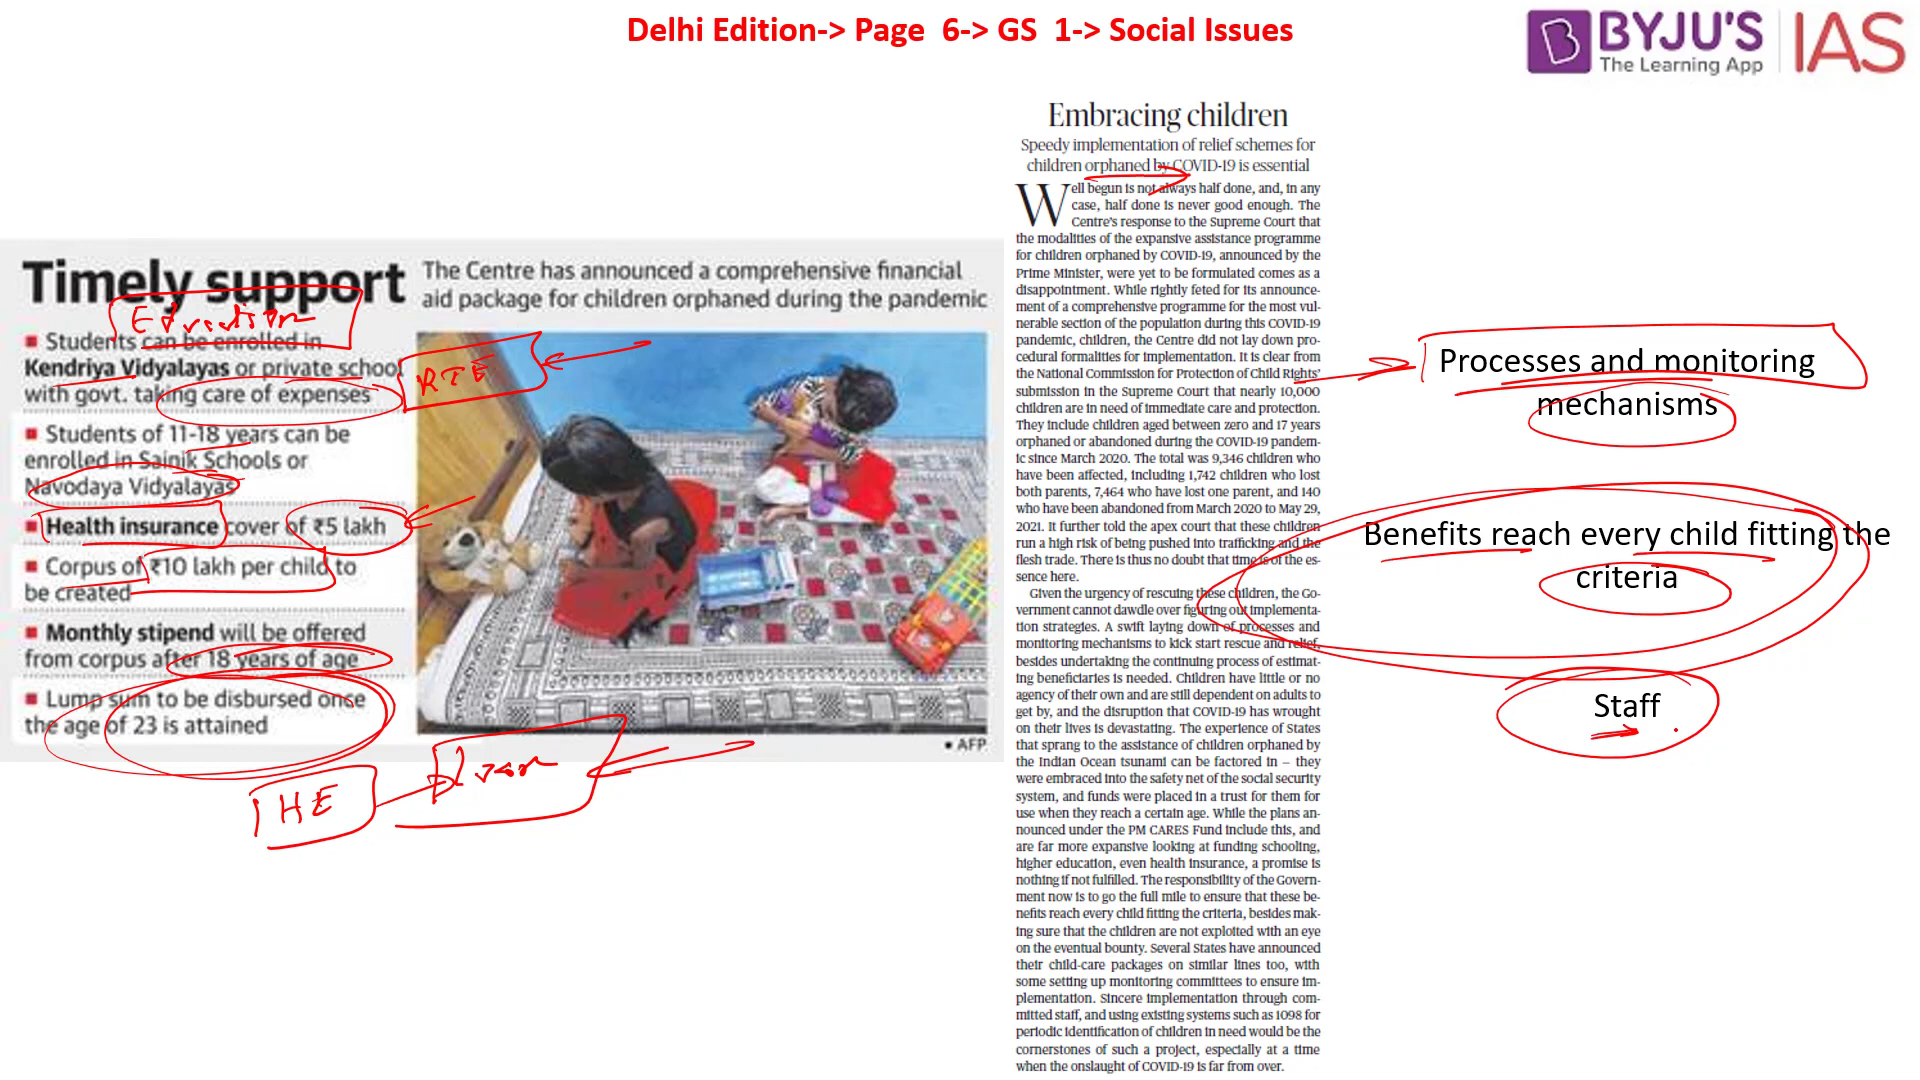 Delhi Edition-> Page 6-> GS 1-> Social Issues
BYJU'S
The Learning App
IAS
Timely support
The Centre has announced a comprehensive financial
aid package for children orphaned during the pandemic
Education
■ Students can be enrolled in
Kendriya Vidyalayas or private school
with govt. taking care of expenses
RTE
■ Students of 11-18 years can be
enrolled in Sainik Schools or
Navodaya Vidyalayas
■ Health insurance cover of ₹5 lakh
■ Corpus of ₹10 lakh per child to
be created
■ Monthly stipend will be offered
from corpus after 18 years of age
■ Lump sum to be disbursed once
the age of 23 is attained
• AFP
HE
Embracing children
Speedy implementation of relief schemes for
children orphaned by COVID-19 is essential
Well begun is not always half done, and, in any
case, half done is never good enough. The
Centre's response to the Supreme Court that
the modalities of the expansive assistance programme
for children orphaned by COVID-19, announced by the
Prime Minister, were yet to be formulated comes as a
disappointment. While rightly feted for its announce-
ment of a comprehensive programme for the most vul-
nerable section of the population during this COVID-19
pandemic, children, the Centre did not lay down pro-
cedural formalities for implementation. It is clear from
the National Commission for Protection of Child Rights'
submission in the Supreme Court that nearly 10,000
children are in need of immediate care and protection.
They include children aged between zero and 17 years
orphaned or abandoned during the COVID-19 pandem-
ic since March 2020. The total was 9,346 children who
have been affected, including 1,742 children who lost
both parents, 7,464 who have lost one parent, and 140
who have been abandoned from March 2020 to May 29,
2021. It further told the apex court that these children
run a high risk of being pushed into trafficking and the
flesh trade. There is thus no doubt that time is of the es-
sence here.
Given the urgency of rescuing these children, the Go-
vernment cannot dawdle over figuring out implementa-
tion strategies. A swift laying down of processes and
monitoring mechanisms to kick start rescue and relief,
besides undertaking the continuing process of estimat-
ing beneficiaries is needed. Children have little or no
agency of their own and are still dependent on adults to
get by, and the disruption that COVID-19 has wrought
on their lives is devastating. The experience of States
that sprang to the assistance of children orphaned by
the Indian Ocean tsunami can be factored in – they
were embraced into the safety net of the social security
system, and funds were placed in a trust for them for
use when they reach a certain age. While the plans an-
nounced under the PM CARES Fund include this, and
are far more expansive looking at funding schooling,
higher education, even health insurance, a promise is
nothing if not fulfilled. The responsibility of the Govern-
ment now is to go the full mile to ensure that these be-
nefits reach every child fitting the criteria, besides mak-
ing sure that the children are not exploited with an eye
on the eventual bounty. Several States have announced
their child-care packages on similar lines too, with
some setting up monitoring committees to ensure im-
plementation. Sincere implementation through com-
mitted staff, and using existing systems such as 1098 for
periodic identification of children in need would be the
cornerstones of such a project, especially at a time
when the onslaught of COVID-19 is far from over.
Processes and monitoring
mechanisms
Benefits reach every child fitting the
criteria
Staff